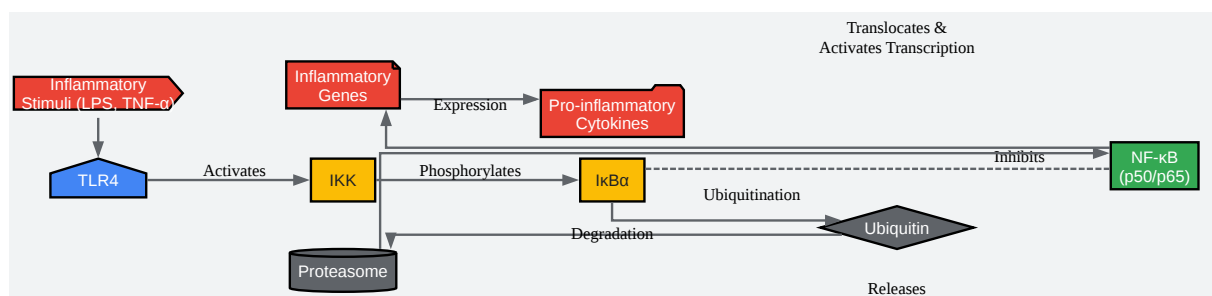 Translocates &
Activates Transcription
Inflammatory
Stimuli (LPS, TNF-α)
Inflammatory
Genes
Expression
Pro-inflammatory
Cytokines
TLR4
Activates
IKK
Phosphorylates
IκBα
Inhibits
NF-κB
(p50/p65)
Ubiquitination
Ubiquitin
Degradation
Proteasome
Releases